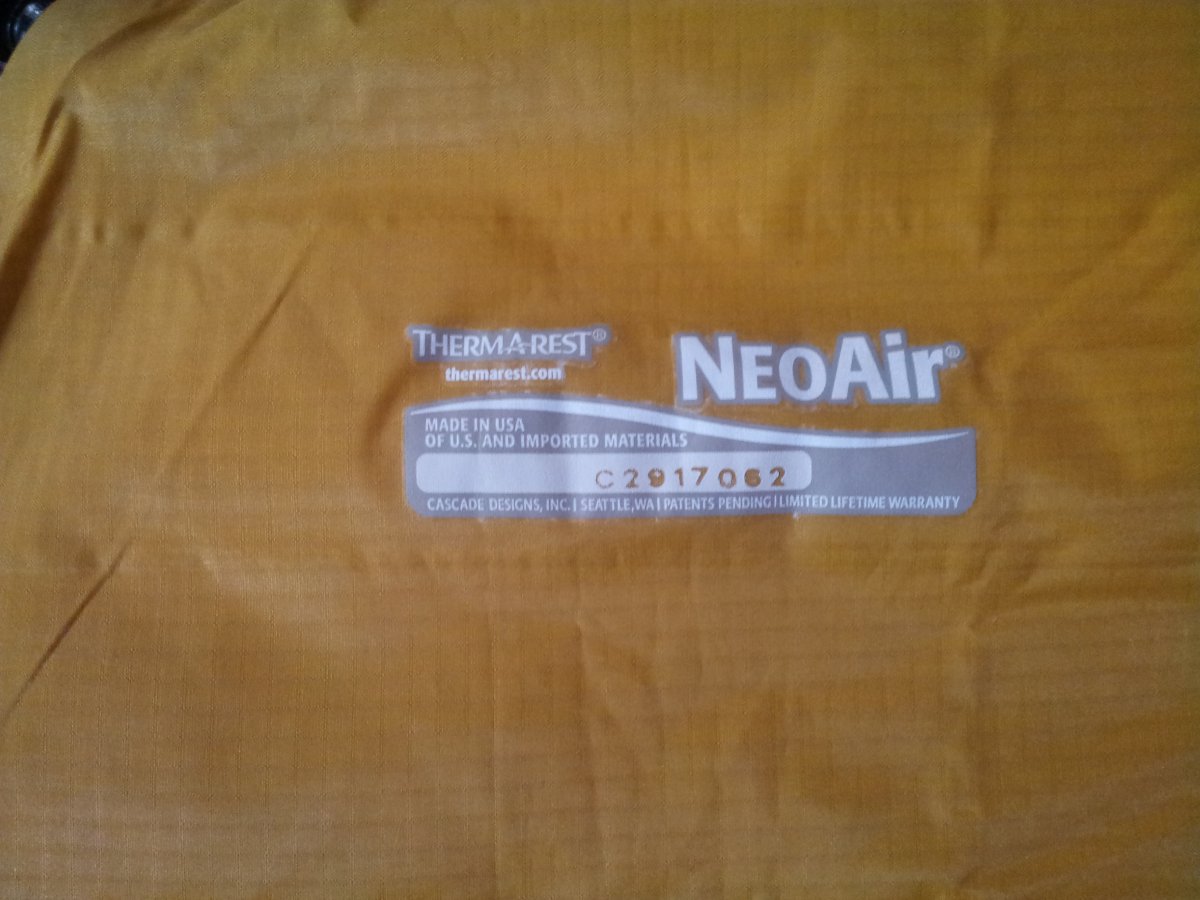 THERM-A-REST®
thermarest.com
NEOAir®
MADE IN USA
OF U.S. AND IMPORTED MATERIALS
C2917062
CASCADE DESIGNS, INC. | SEATTLE, WA | PATENTS PENDING | LIMITED LIFETIME WARRANTY